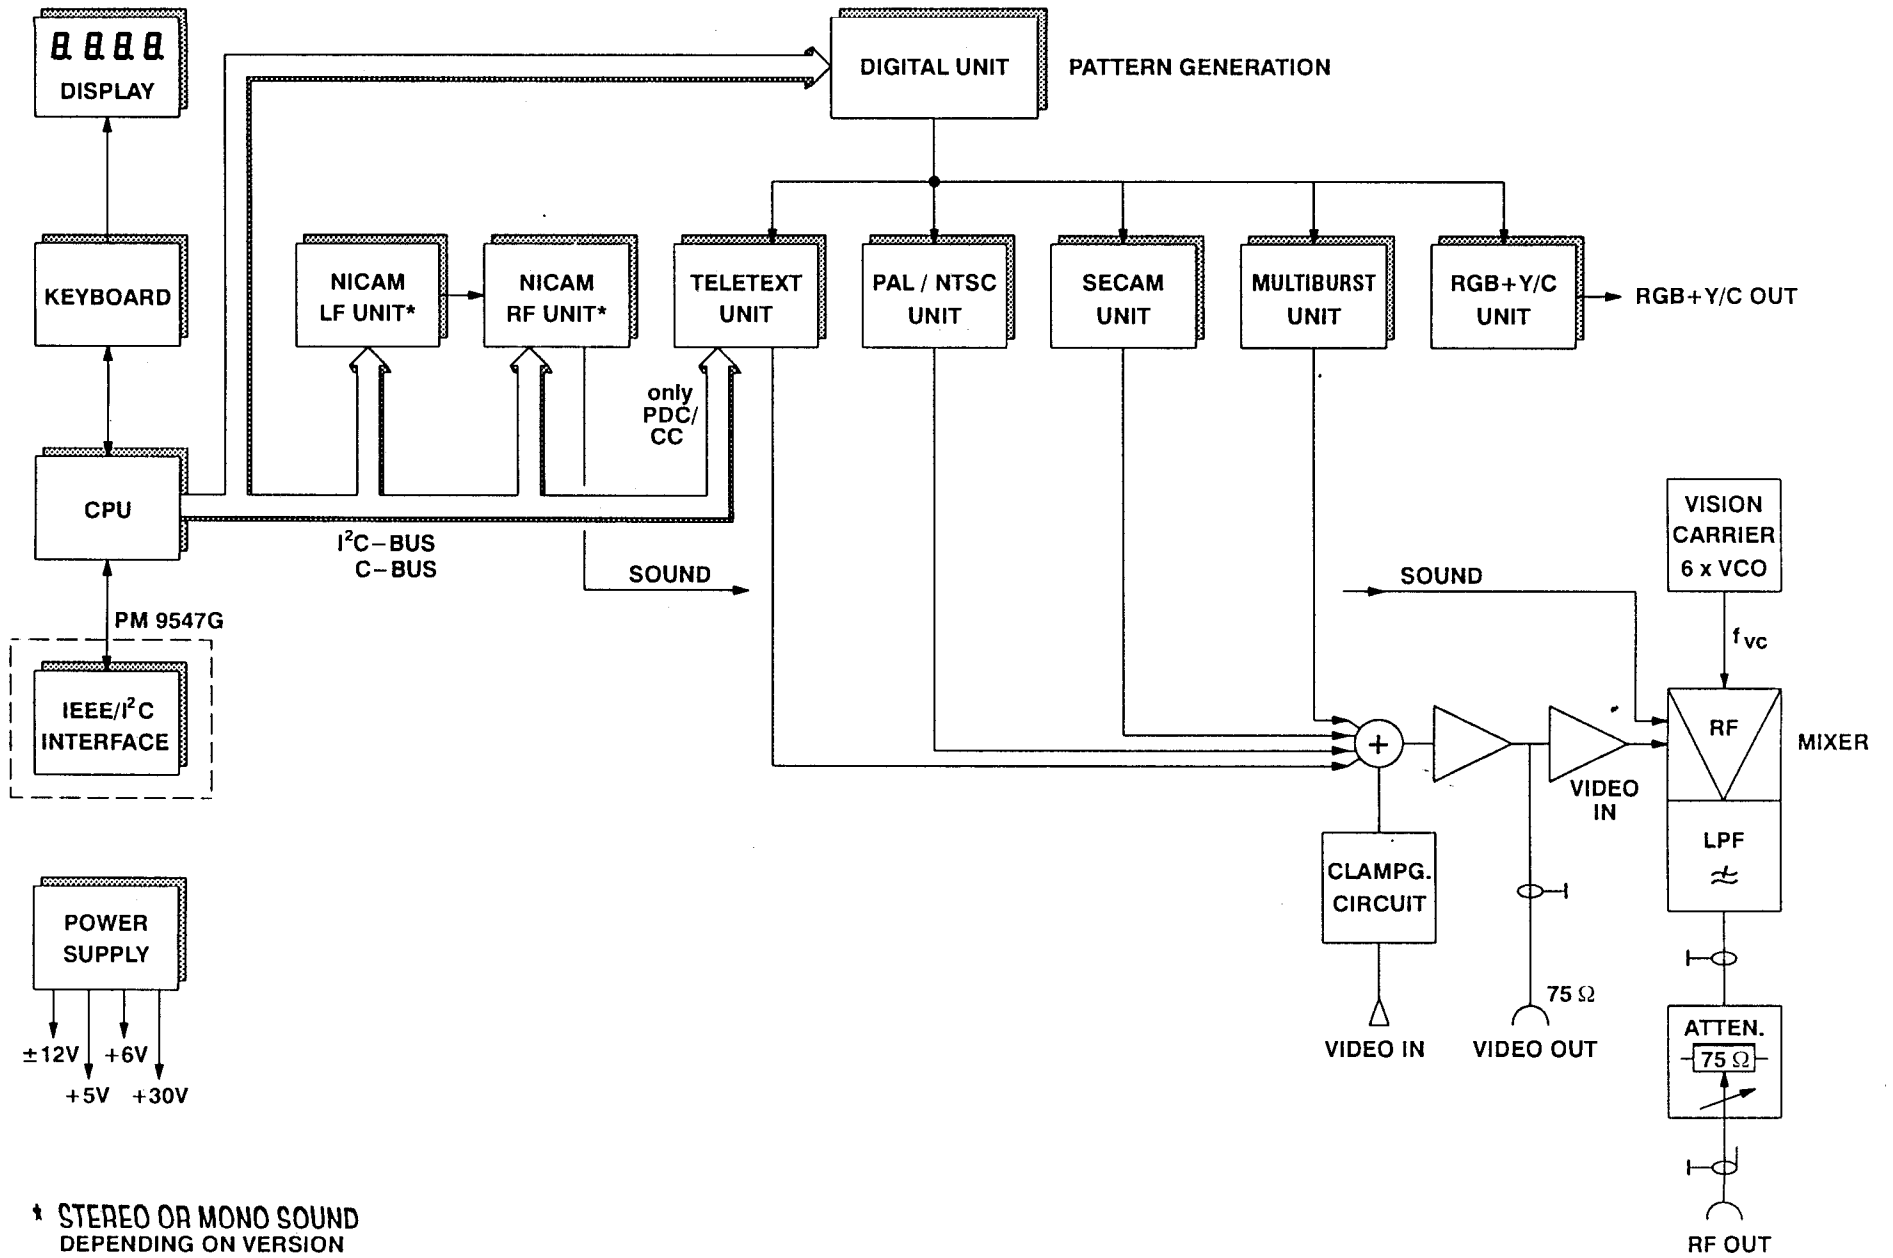 8.8.8.8.
DISPLAY
DIGITAL UNIT
PATTERN GENERATION
KEYBOARD
NICAM
LF UNIT*
NICAM
RF UNIT*
TELETEXT
UNIT
PAL / NTSC
UNIT
SECAM
UNIT
MULTIBURST
UNIT
RGB+Y/C
UNIT
RGB+Y/C OUT
only
PDC/
CC
CPU
I²C-BUS
C-BUS
SOUND
SOUND
VISION
CARRIER
6 x VCO
fVC
PM 9547G
IEEE/I²C
INTERFACE
+
RF
MIXER
VIDEO
IN
LPF
CLAMPG.
CIRCUIT
POWER
SUPPLY
±12V
+6V
+5V
+30V
75 Ω
VIDEO IN
VIDEO OUT
ATTEN.
75 Ω
RF OUT
* STEREO OR MONO SOUND
DEPENDING ON VERSION